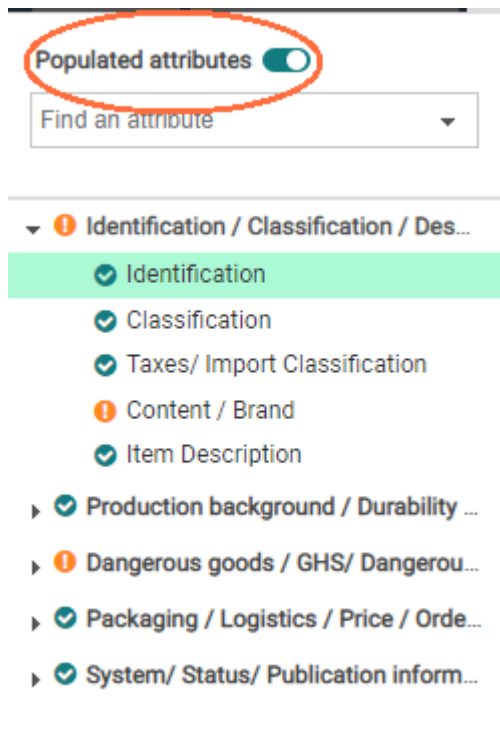 Populated attributes
Find an attribute
Identification / Classification / Des...
Identification
Classification
Taxes/ Import Classification
Content / Brand
Item Description
Production background / Durability ...
Dangerous goods / GHS/ Dangerou...
Packaging / Logistics / Price / Orde...
System/ Status/ Publication inform...